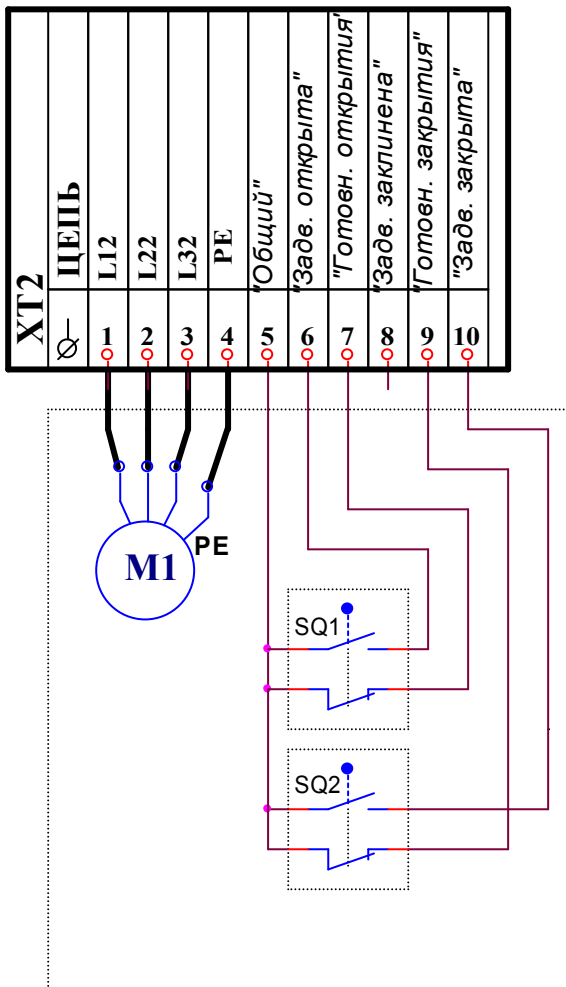 XT2
ЦЕПЬ
L12
L22
L32
PE
"Общий"
"Задв. открыта"
"Готовн. открытия"
"Задв. заклинена"
"Готовн. закрытия"
"Задв. закрыта"
1
2
3
4
5
6
7
8
9
10
PE
M1
SQ1
SQ2